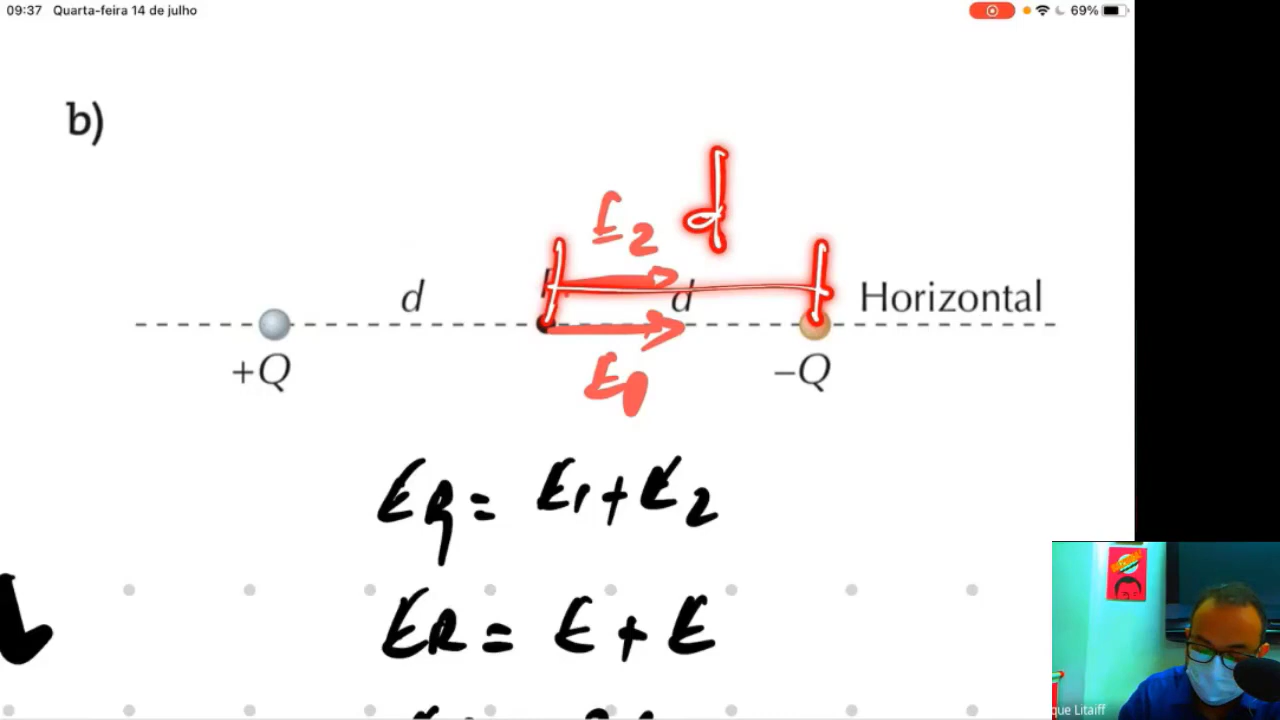 09:37 Quarta-feira 14 de julho 69%
b)
d
E2
d d Horizontal
+Q -Q
E1
ER = E1 + E2
ER = E + E
que Litaiff